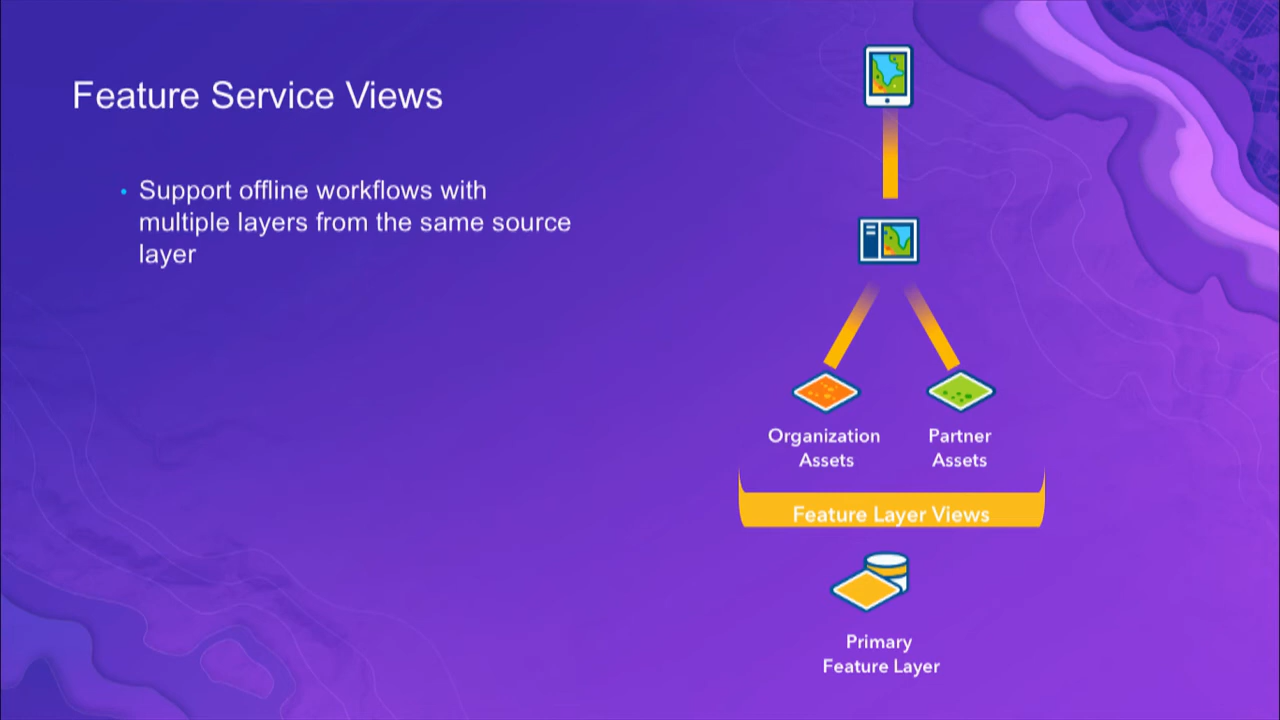 Feature Service Views
• Support offline workflows with
multiple layers from the same source
layer
Organization
Assets
Partner
Assets
Feature Layer Views
Primary
Feature Layer